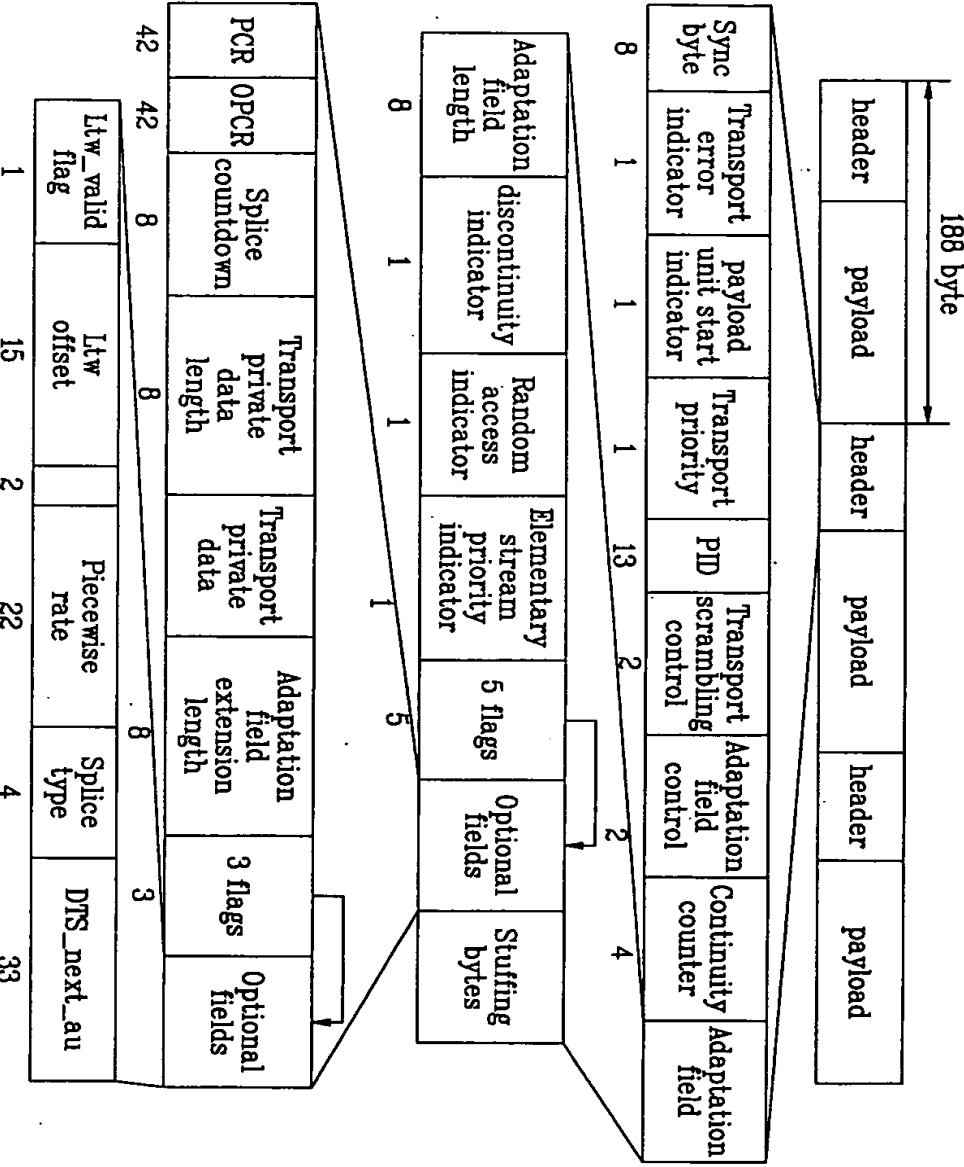 188 byte
header
payload
header
payload
header
payload
Sync
byte
Transport
error
indicator
payload
unit start
indicator
Transport
priority
PID
Transport
scrambling
control
Adaptation
field
control
Continuity
counter
Adaptation
field
8
1
1
1
13
2
2
4
Adaptation
field
length
discontinuity
indicator
Random
access
indicator
Elementary
stream
priority
indicator
5 flags
Optional
fields
Stuffing
bytes
8
1
1
1
5
PCR
OPCR
Splice
countdown
Transport
private
data
length
Transport
private
data
Adaptation
field
extension
length
3 flags
Optional
fields
42
42
8
8
8
3
Ltw_valid
flag
Ltw
offset
Piecewise
rate
Splice
type
DTS_next_au
1
15
2
22
4
33